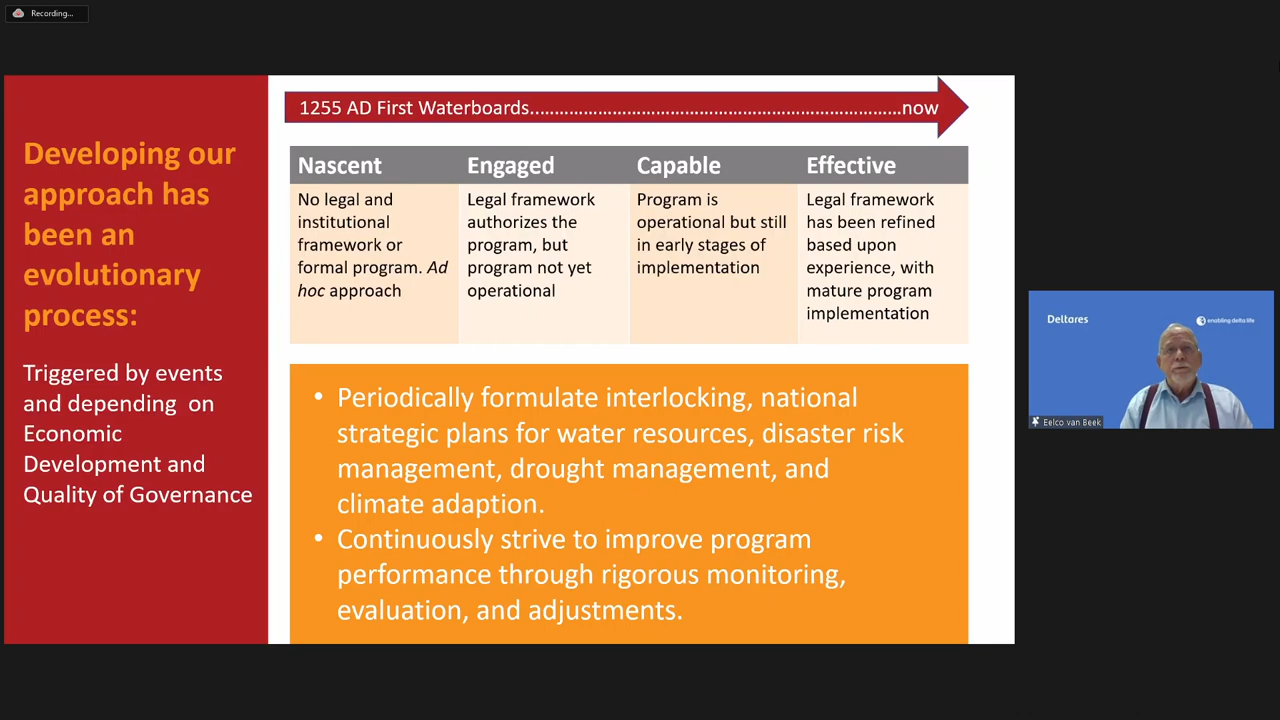 Recording...
Developing our
approach has
been an
evolutionary
process:
Triggered by events
and depending on
Economic
Development and
Quality of Governance
1255 AD First Waterboards……………………………………………………………………now
Nascent
No legal and
institutional
framework or
formal program. Ad
hoc approach
Engaged
Legal framework
authorizes the
program, but
program not yet
operational
Capable
Program is
operational but still
in early stages of
implementation
Effective
Legal framework
has been refined
based upon
experience, with
mature program
implementation
• Periodically formulate interlocking, national
strategic plans for water resources, disaster risk
management, drought management, and
climate adaption.
• Continuously strive to improve program
performance through rigorous monitoring,
evaluation, and adjustments.
Deltares
enabling delta life
Eelco van Beek